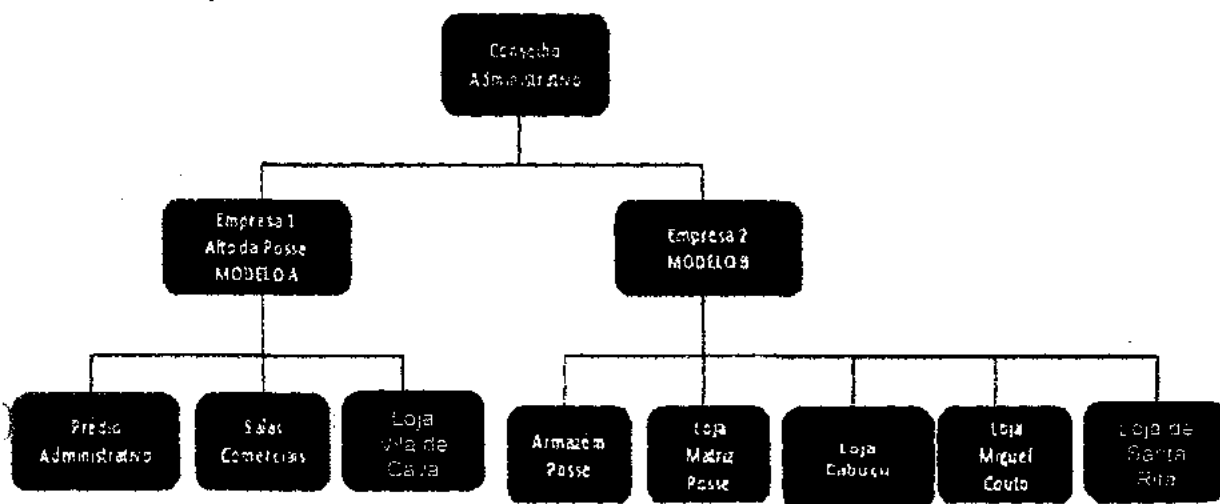 Conselho
Administrativo
Empresa 1
Alto da Posse
MODELO A
Empresa 2
MODELO B
Prédio
Administrativo
Salas
Comerciais
Loja
Vila de
Cava
Armazém
Posse
Loja
Matriz
Posse
Loja
Cabuçu
Loja
Miguel
Couto
Loja de
Santa
Rita